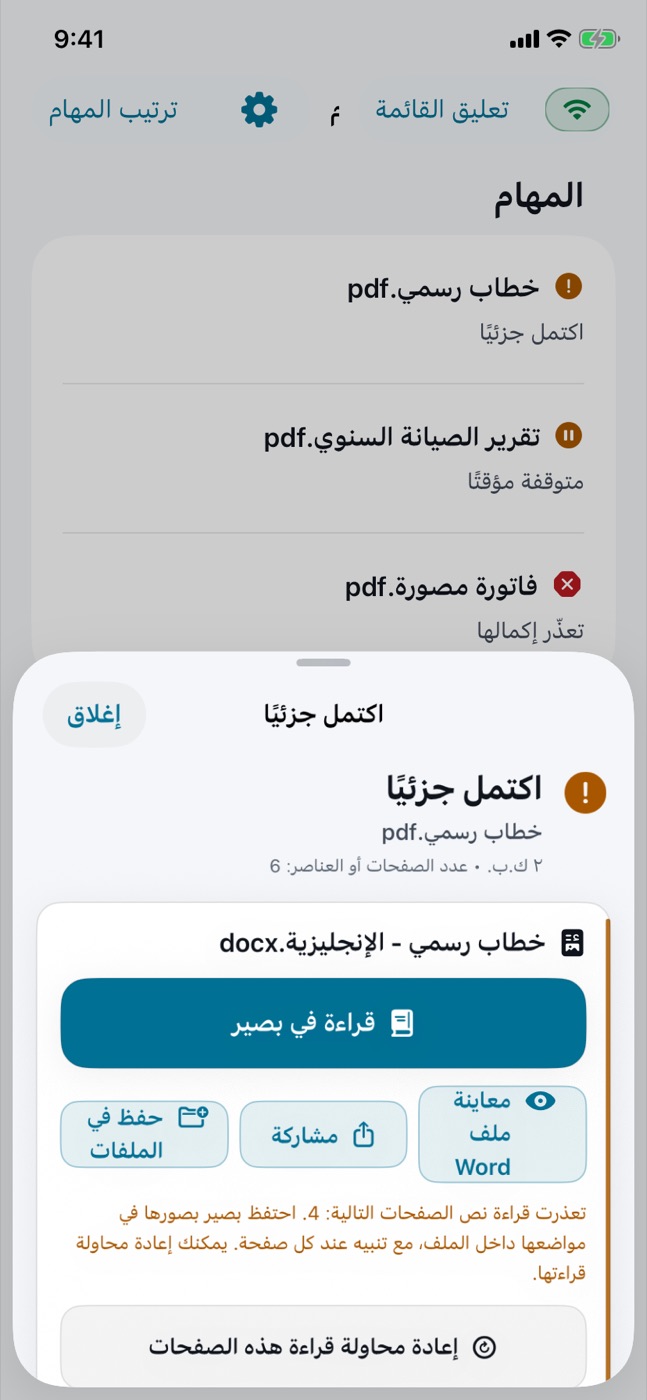 9:41
تعليق القائمة
ترتيب المهام
المهام
خطاب رسمي.pdf
اكتمل جزئيًا
تقرير الصيانة السنوي.pdf
متوقفة مؤقتًا
فاتورة مصورة.pdf
تعذّر إكمالها
اكتمل جزئيًا
إغلاق
اكتمل جزئيًا
خطاب رسمي.pdf
٢ ك.ب. • عدد الصفحات أو العناصر: 6
خطاب رسمي - الإنجليزية.docx
قراءة في بصير
معاينة
ملف
Word
مشاركة
حفظ في
الملفات
تعذرت قراءة نص الصفحات التالية: 4. احتفظ بصير بصورها في
مواضعها داخل الملف، مع تنبيه عند كل صفحة. يمكنك إعادة محاولة
قراءتها.
إعادة محاولة قراءة هذه الصفحات